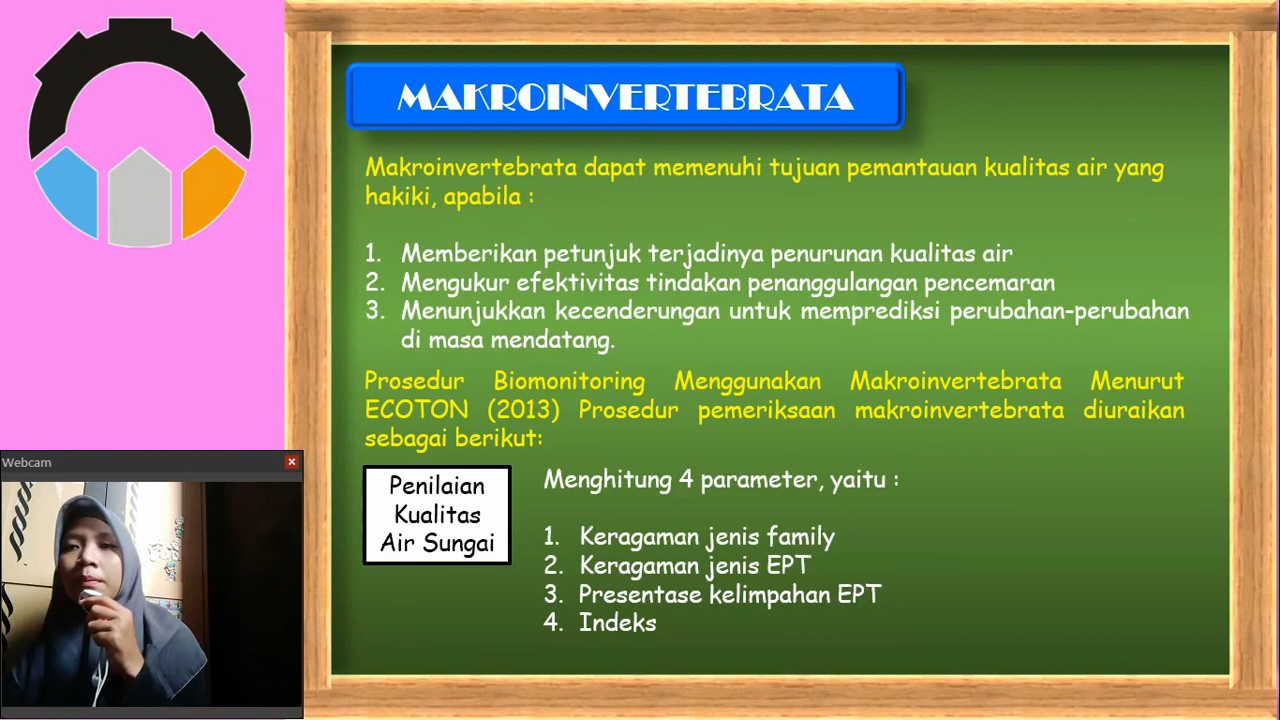 MAKROINVERTEBRATA
Makroinvertebrata dapat memenuhi tujuan pemantauan kualitas air yang
hakiki, apabila :
1. Memberikan petunjuk terjadinya penurunan kualitas air
2. Mengukur efektivitas tindakan penanggulangan pencemaran
3. Menunjukkan kecenderungan untuk memprediksi perubahan-perubahan
di masa mendatang.
Prosedur Biomonitoring Menggunakan Makroinvertebrata Menurut
ECOTON (2013) Prosedur pemeriksaan makroinvertebrata diuraikan
sebagai berikut:
Penilaian
Kualitas
Air Sungai
Menghitung 4 parameter, yaitu :
1. Keragaman jenis family
2. Keragaman jenis EPT
3. Presentase kelimpahan EPT
4. Indeks
Webcam